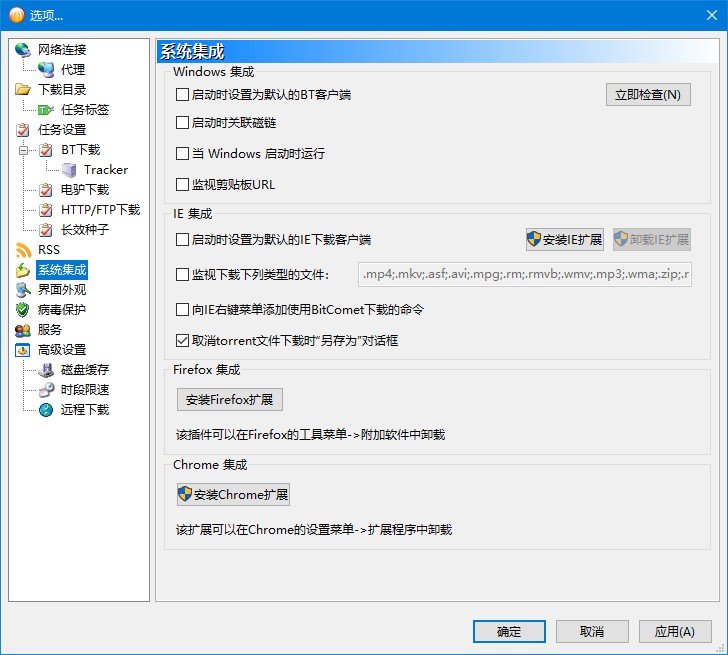 选项...
网络连接
代理
下载目录
任务标签
任务设置
BT下载
Tracker
电驴下载
HTTP/FTP下载
长效种子
RSS
系统集成
界面外观
病毒保护
服务
高级设置
磁盘缓存
时段限速
远程下载
系统集成
Windows 集成
启动时设置为默认的BT客户端
立即检查(N)
启动时关联磁链
当 Windows 启动时运行
监视剪贴板URL
IE 集成
启动时设置为默认的IE下载客户端
安装IE扩展
卸载IE扩展
监视下载下列类型的文件:
.mp4;.mkv;.asf;.avi;.mpg;.rm;.rmvb;.wmv;.mp3;.wma;.zip;.r
向IE右键菜单添加使用BitComet下载的命令
取消torrent文件下载时“另存为”对话框
Firefox 集成
安装Firefox扩展
该插件可以在Firefox的工具菜单->附加软件中卸载
Chrome 集成
安装Chrome扩展
该扩展可以在Chrome的设置菜单->扩展程序中卸载
确定
取消
应用(A)